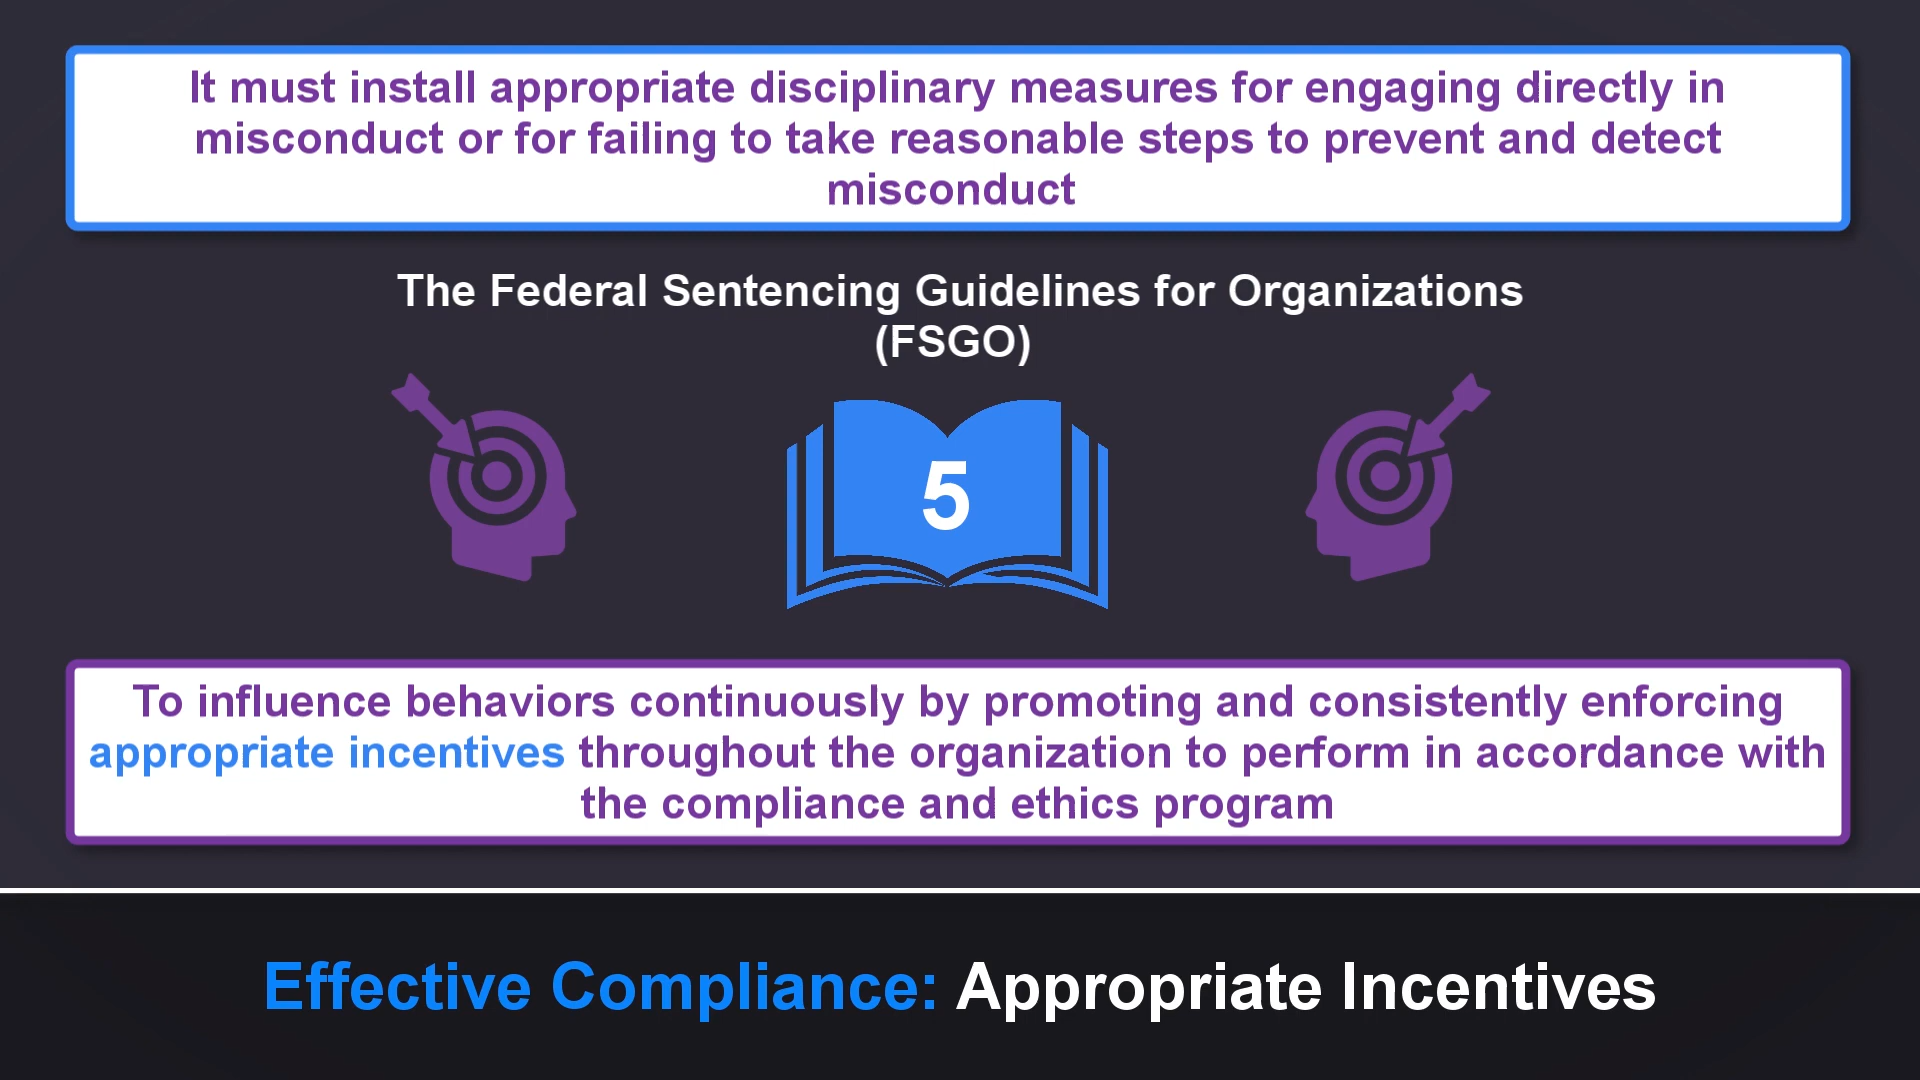 It must install appropriate disciplinary measures for engaging directly in
misconduct or for failing to take reasonable steps to prevent and detect
misconduct
The Federal Sentencing Guidelines for Organizations
(FSGO)
5
To influence behaviors continuously by promoting and consistently enforcing
appropriate incentives throughout the organization to perform in accordance with
the compliance and ethics program
Effective Compliance: Appropriate Incentives